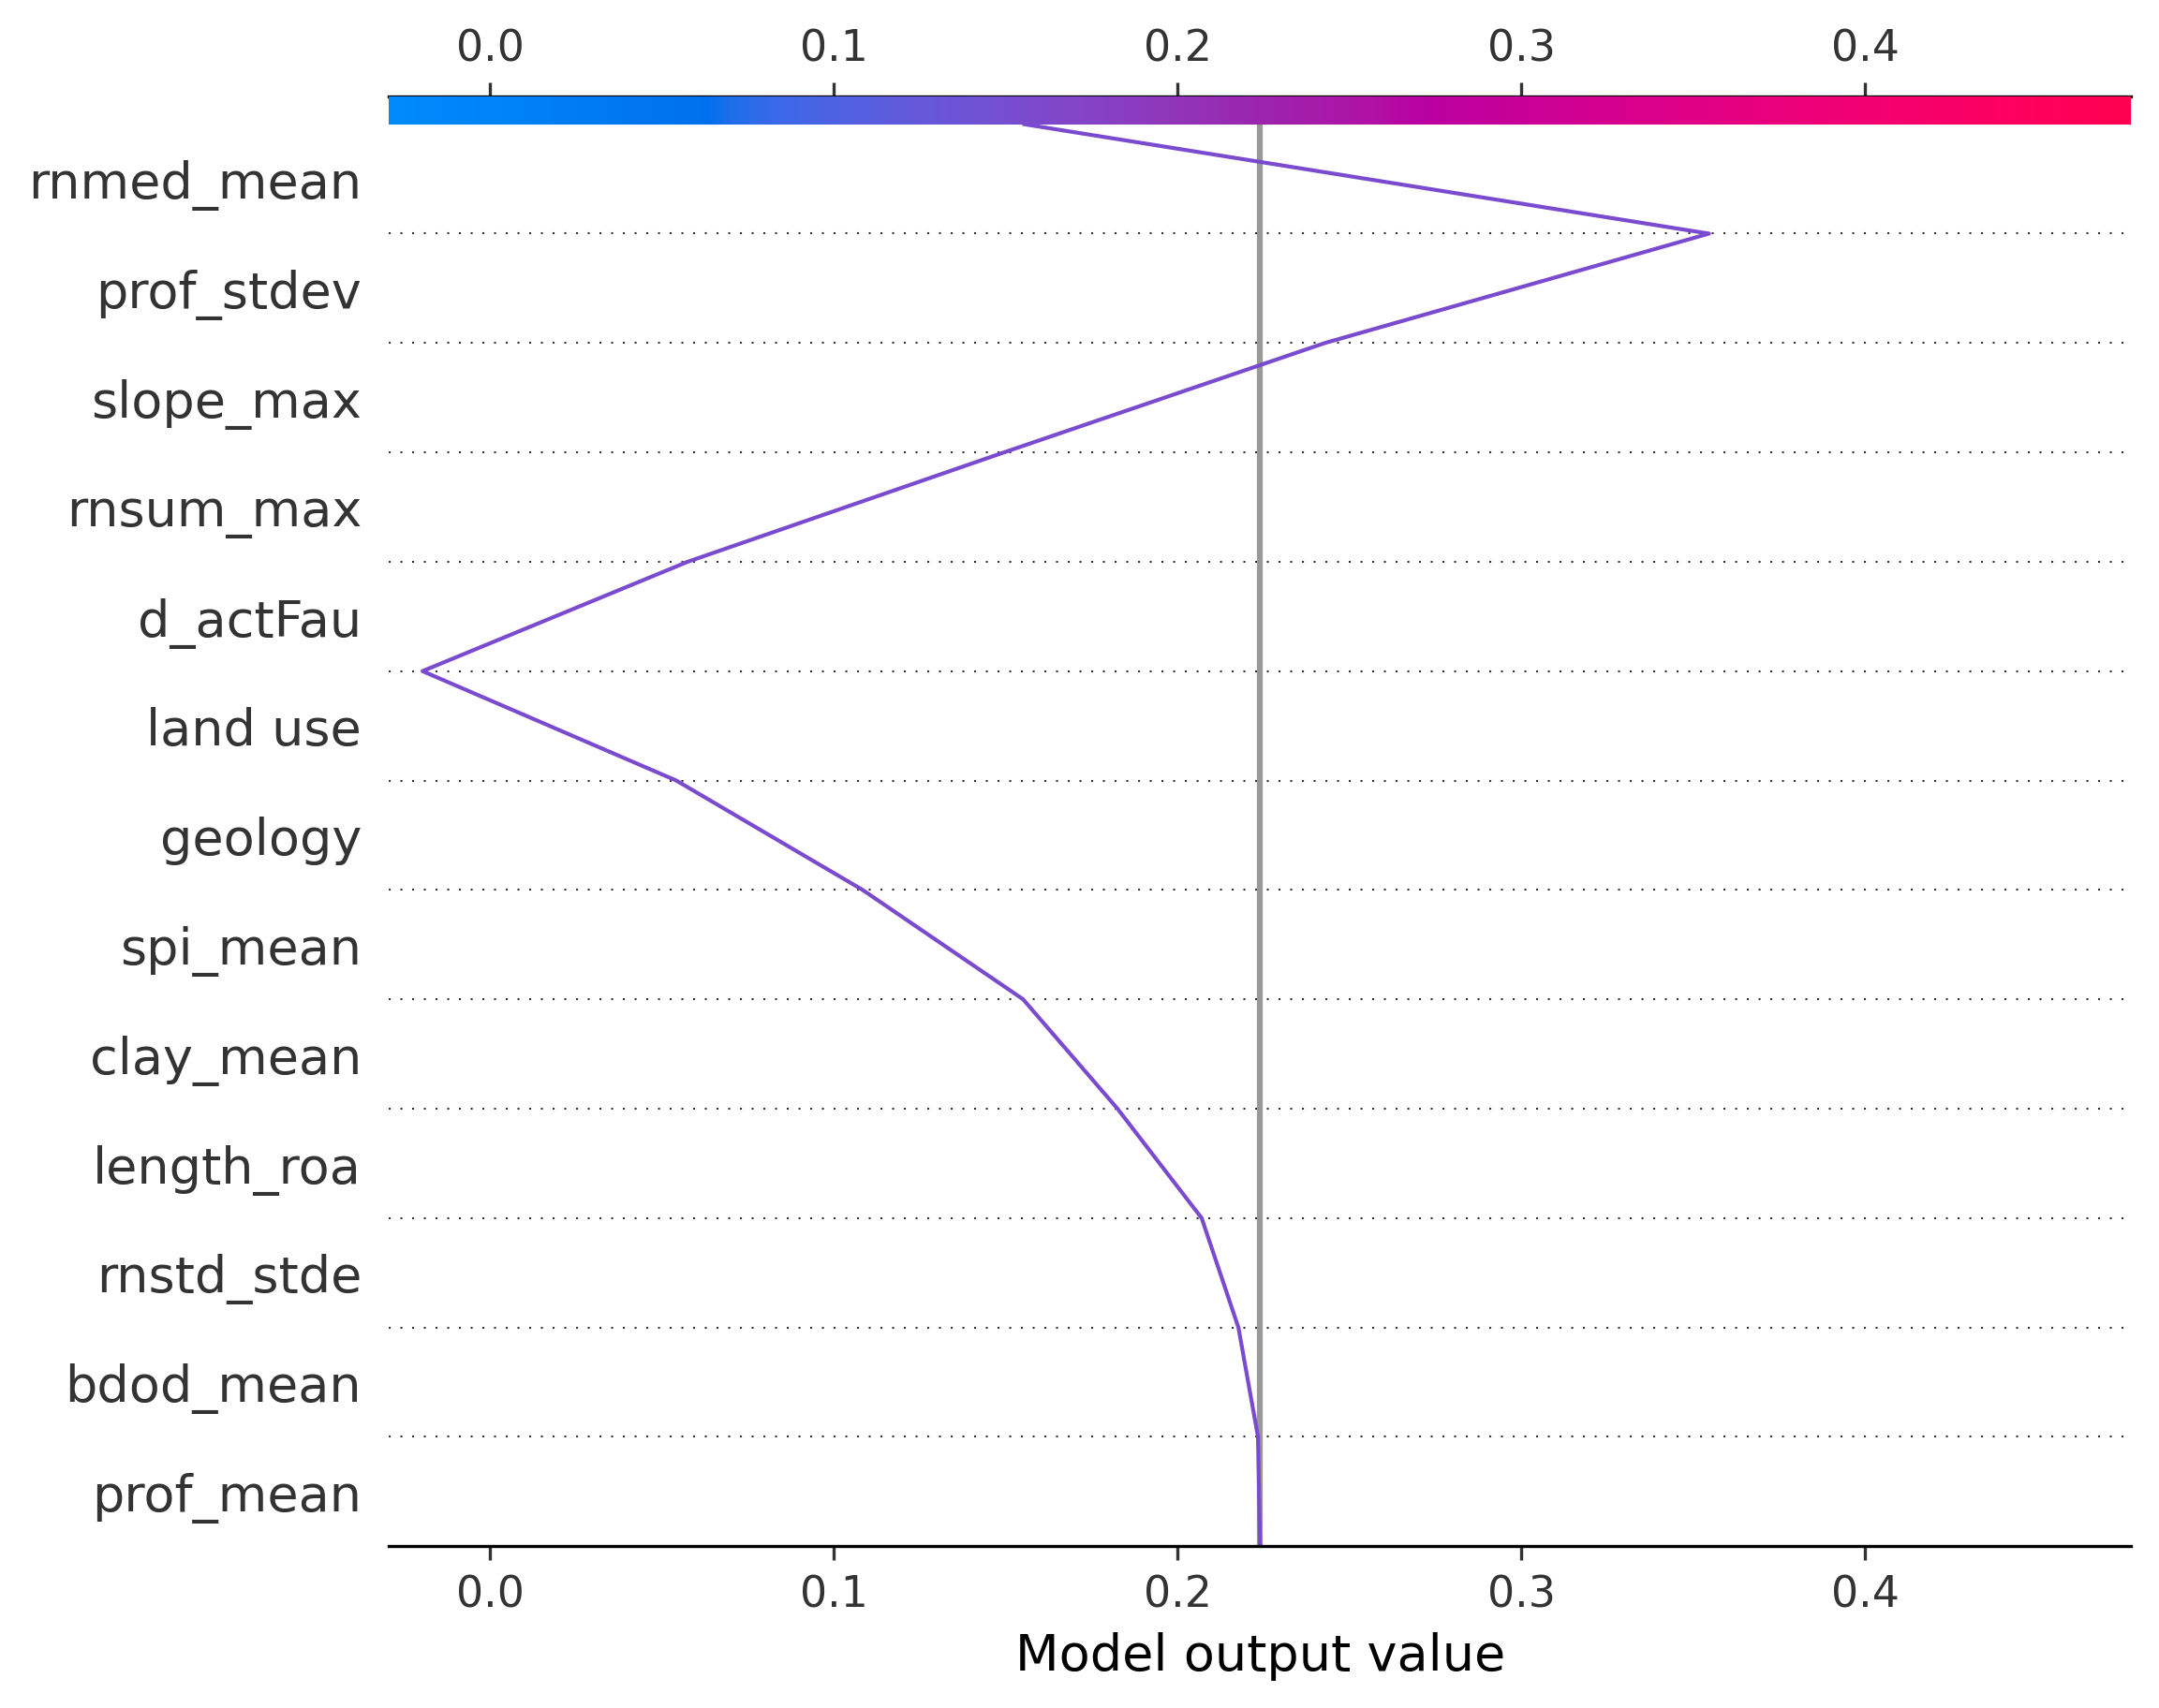 0.0 0.1 0.2 0.3 0.4
rnmed_mean
prof_stdev
slope_max
rnsum_max
d_actFau
land use
geology
spi_mean
clay_mean
length_roa
rnstd_stde
bdod_mean
prof_mean
0.0 0.1 0.2 0.3 0.4
Model output value